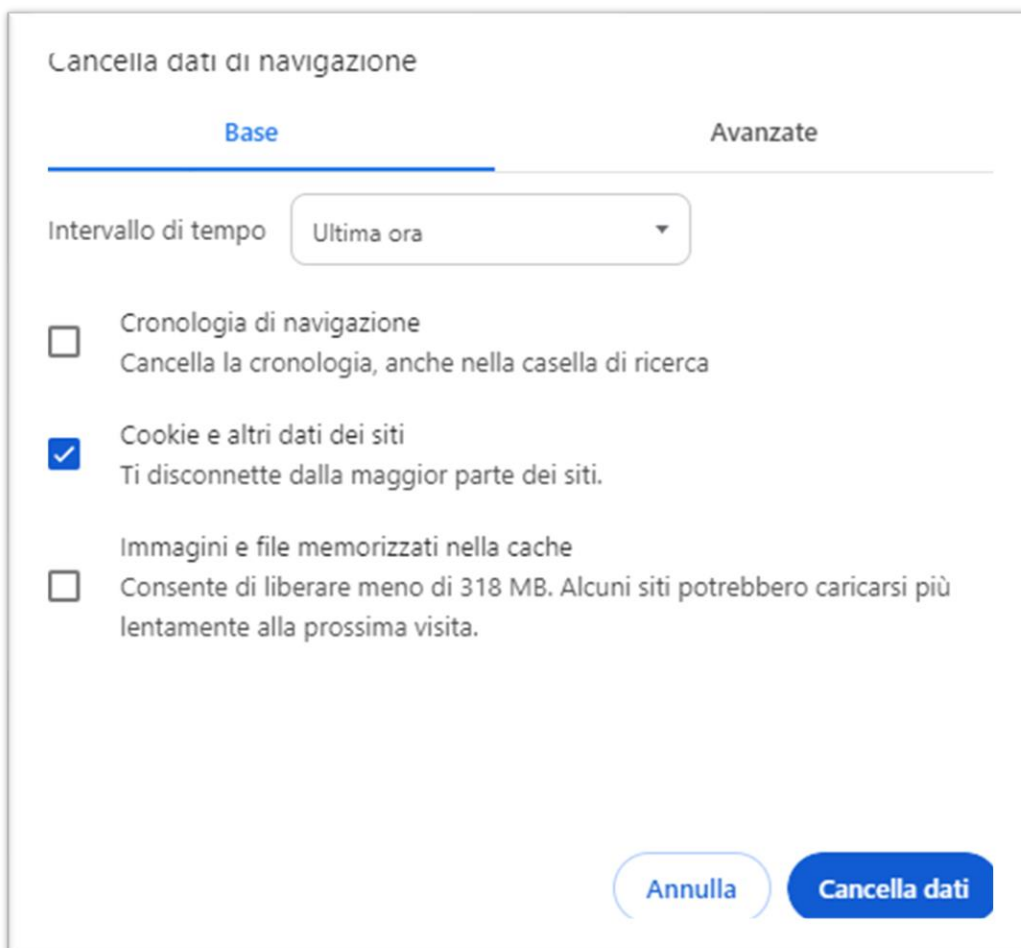 Cancella dati di navigazione
Base
Avanzate
Intervallo di tempo
Ultima ora
Cronologia di navigazione
Cancella la cronologia, anche nella casella di ricerca
Cookie e altri dati dei siti
Ti disconnette dalla maggior parte dei siti.
Immagini e file memorizzati nella cache
Consente di liberare meno di 318 MB. Alcuni siti potrebbero caricarsi più
lentamente alla prossima visita.
Annulla
Cancella dati